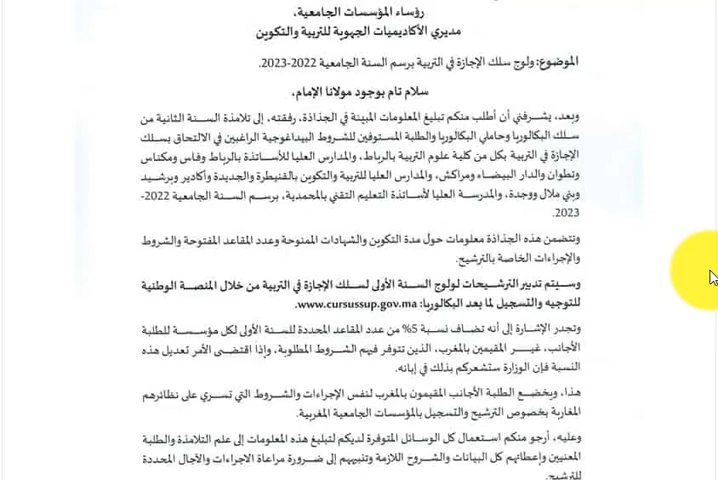 رؤساء المؤسسات الجامعية،
مديري الأكاديميات الجهوية للتربية والتكوين
الموضوع: ولوج سلك الإجازة في التربية برسم السنة الجامعية 2022-2023.
سلام تام بوجود مولانا الإمام،
وبعد، يشرفني أن أطلب منكم تبليغ المعلومات المبينة في الجذاذة، رفقته، إلى تلامذة السنة الثانية من
سلك البكالوريا وحاملي البكالوريا والطلبة المستوفين للشروط البيداغوجية الراغبين في الالتحاق بسلك
الإجازة في التربية بكل من كلية علوم التربية بالرباط، والمدارس العليا للأساتذة بالرباط وفاس ومكناس
وتطوان والدار البيضاء ومراكش، والمدارس العليا للتربية والتكوين بالقنيطرة والجديدة وأكادير وبرشيد
وبني ملال ووجدة، والمدرسة العليا لأساتذة التعليم التقني بالمحمدية، برسم السنة الجامعية 2022-
2023.
وتتضمن هذه الجذاذة معلومات حول مدة التكوين والشهادات الممنوحة وعدد المقاعد المفتوحة والشروط
والإجراءات الخاصة بالترشيح.
وسيتم تدبير الترشيحات لولوج السنة الأولى لسلك الإجازة في التربية من خلال المنصة الوطنية
للتوجيه والتسجيل لما بعد البكالوريا: www.cursussup.gov.ma.
وتجدر الإشارة إلى أنه تضاف نسبة 5% من عدد المقاعد المحددة للسنة الأولى لكل مؤسسة للطلبة
الأجانب، غير المقيمين بالمغرب، الذين تتوفر فيهم الشروط المطلوبة، وإذا اقتضى الأمر تعديل هذه
النسبة فإن الوزارة ستشعركم بذلك في إبانه.
هذا، ويخضع الطلبة الأجانب المقيمون بالمغرب لنفس الإجراءات والشروط التي تسري على نظائرهم
المغاربة بخصوص الترشيح والتسجيل بالمؤسسات الجامعية المغربية.
وعليه، أرجو منكم استعمال كل الوسائل المتوفرة لديكم لتبليغ هذه المعلومات إلى علم التلامذة والطلبة
المعنيين وإعطائهم كل البيانات والشروح اللازمة وتنبيههم إلى ضرورة مراعاة الاجراءات والآجال المحددة
للترشيح.